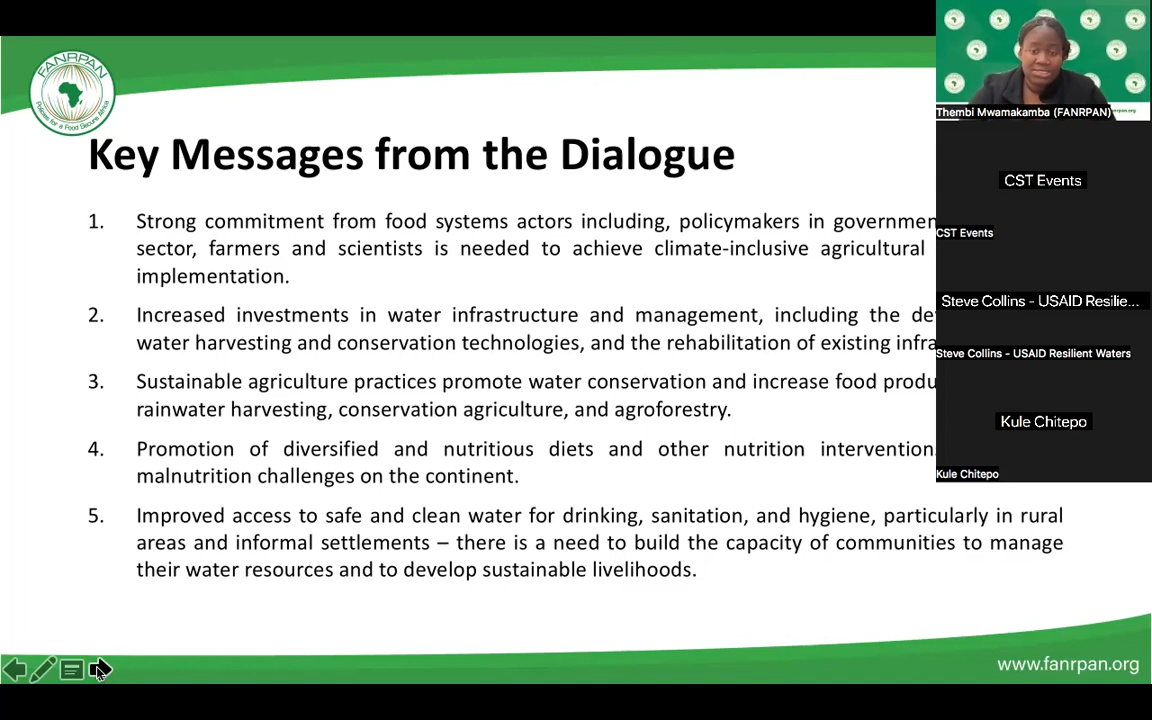 FANRPAN
Policies for a Food Secure Africa
Key Messages from the Dialogue
1. Strong commitment from food systems actors including, policymakers in
sector, farmers and scientists is needed to achieve climate-inclusive agricultural
implementation.
2. Increased investments in water infrastructure and management, including the
water harvesting and conservation technologies, and the rehabilitation of existing
3. Sustainable agriculture practices promote water conservation and increase food
rainwater harvesting, conservation agriculture, and agroforestry.
4. Promotion of diversified and nutritious diets and other nutrition
malnutrition challenges on the continent.
5. Improved access to safe and clean water for drinking, sanitation, and hygiene, particularly in rural
areas and informal settlements – there is a need to build the capacity of communities to manage
their water resources and to develop sustainable livelihoods.
www.fanrpan.org
Thembi Mwamakamba (FANRPAN)
CST Events
CST Events
Steve Collins - USAID Resilie...
Steve Collins - USAID Resilient Waters
Kule Chitepo
Kule Chitepo